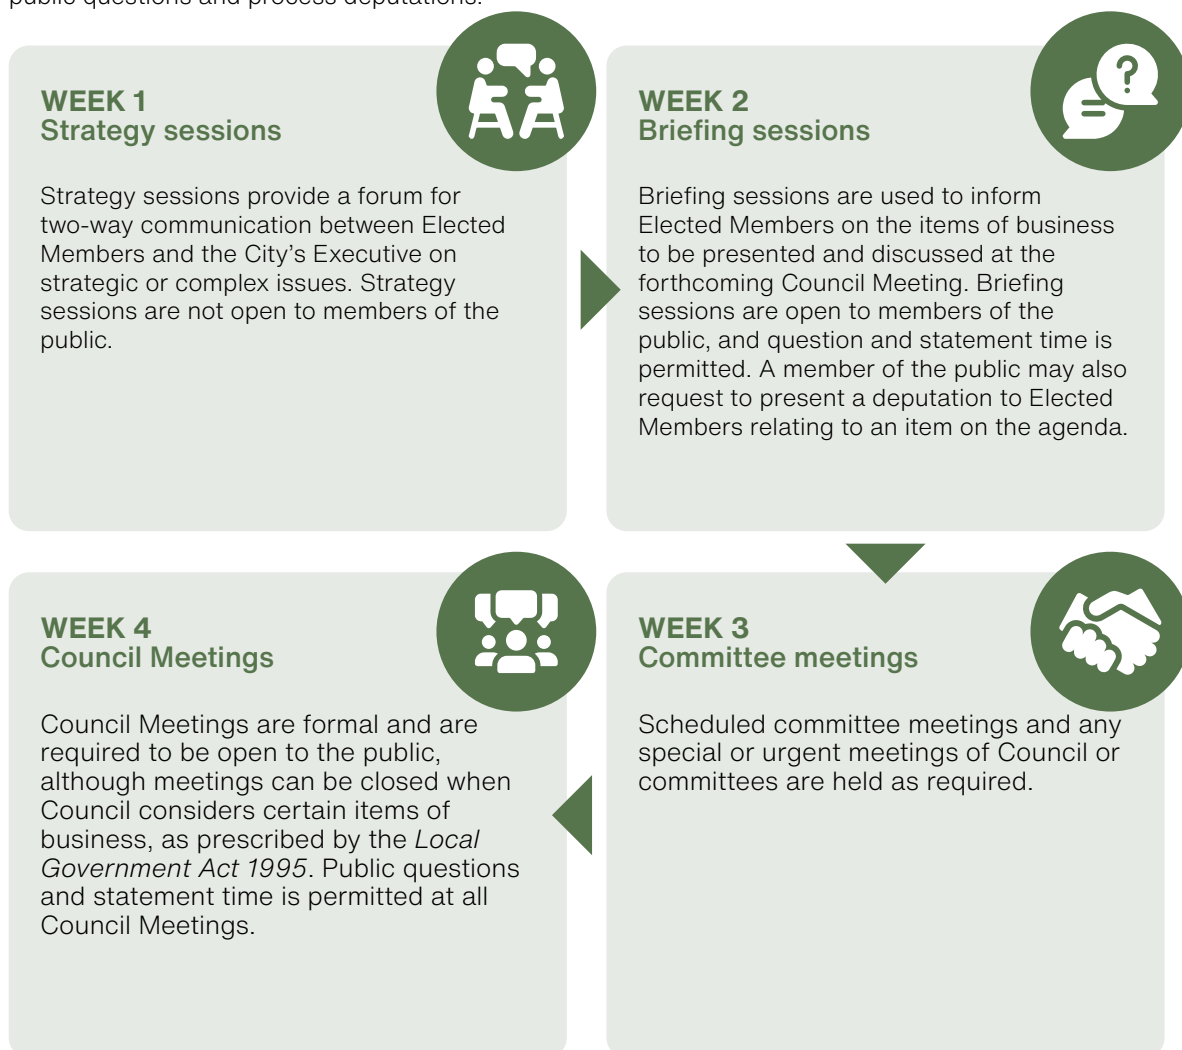 public questions and process deputations.
WEEK 1
Strategy sessions
Strategy sessions provide a forum for
two-way communication between Elected
Members and the City’s Executive on
strategic or complex issues. Strategy
sessions are not open to members of the
public.
WEEK 2
Briefing sessions
Briefing sessions are used to inform
Elected Members on the items of business
to be presented and discussed at the
forthcoming Council Meeting. Briefing
sessions are open to members of the
public, and question and statement time is
permitted. A member of the public may also
request to present a deputation to Elected
Members relating to an item on the agenda.
WEEK 3
Committee meetings
Scheduled committee meetings and any
special or urgent meetings of Council or
committees are held as required.
WEEK 4
Council Meetings
Council Meetings are formal and are
required to be open to the public,
although meetings can be closed when
Council considers certain items of
business, as prescribed by the Local
Government Act 1995. Public questions
and statement time is permitted at all
Council Meetings.